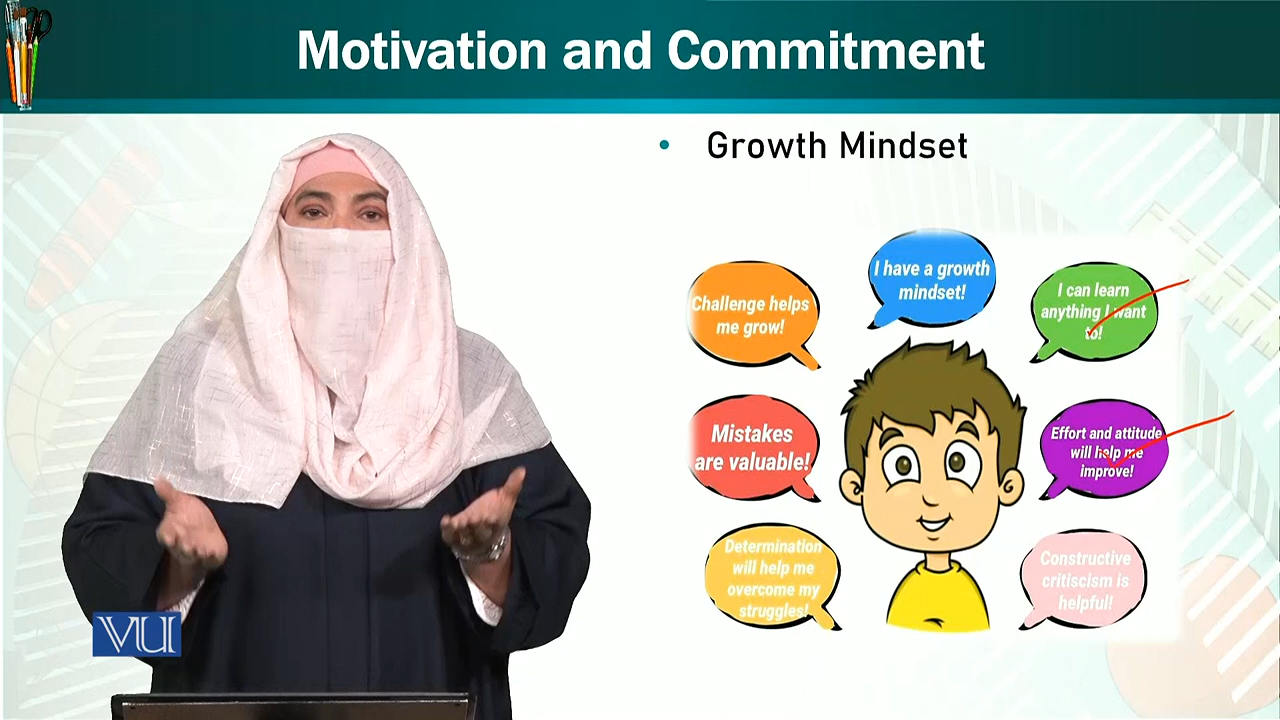 Motivation and Commitment
• Growth Mindset
I have a growth
mindset!
Challenge helps
me grow!
I can learn
anything I want
to!
Mistakes
are valuable!
Effort and attitude
will help me
improve!
Determination
will help me
overcome my
struggles!
Constructive
critiscism is
helpful!
VU